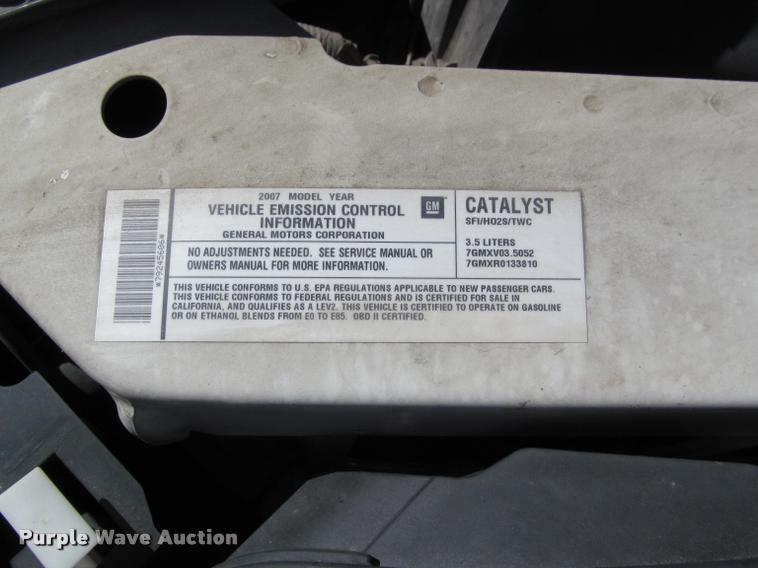 *79245606*
2007 MODEL YEAR
VEHICLE EMISSION CONTROL
INFORMATION
GENERAL MOTORS CORPORATION
GM
NO ADJUSTMENTS NEEDED. SEE SERVICE MANUAL OR
OWNERS MANUAL FOR MORE INFORMATION.
CATALYST
SFI/HO2S/TWC
3.5 LITERS
7GMXV03.5052
7GMXR0133810
THIS VEHICLE CONFORMS TO U.S. EPA REGULATIONS APPLICABLE TO NEW PASSENGER CARS.
THIS VEHICLE CONFORMS TO FEDERAL REGULATIONS AND IS CERTIFIED FOR SALE IN
CALIFORNIA, AND QUALIFIES AS A LEV2. THIS VEHICLE IS CERTIFIED TO OPERATE ON GASOLINE
OR ON ETHANOL BLENDS FROM E0 TO E85. OBD II CERTIFIED.
Purple Wave Auction